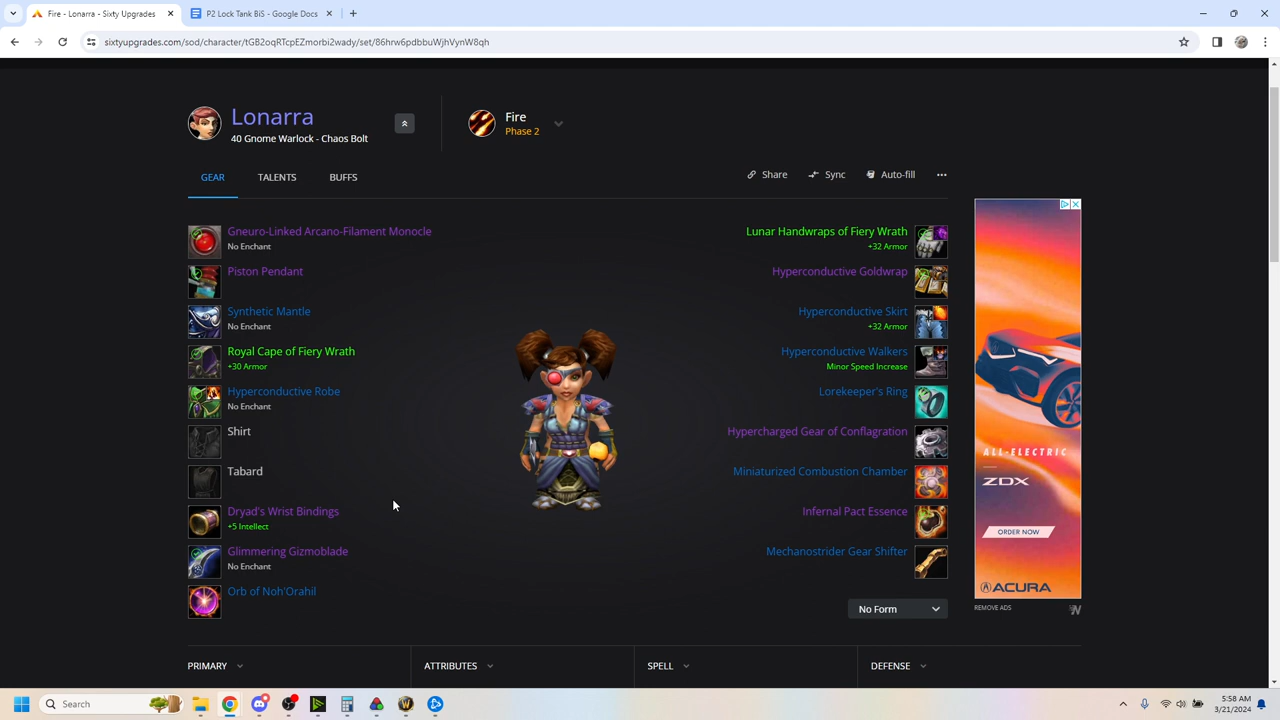 Fire - Lonarra - Sixty Upgrades
P2 Lock Tank BiS - Google Docs
sixtyupgrades.com/sod/character/tGB2oqRTcpEZmorbi2wady/set/86hrw6pdbbuWjhVynW8qh
Lonarra
40 Gnome Warlock - Chaos Bolt
Fire
Phase 2
GEAR
TALENTS
BUFFS
Share
Sync
Auto-fill
Gneuro-Linked Arcano-Filament Monocle
No Enchant
Piston Pendant
Synthetic Mantle
No Enchant
Royal Cape of Fiery Wrath
+30 Armor
Hyperconductive Robe
No Enchant
Shirt
Tabard
Dryad's Wrist Bindings
+5 Intellect
Glimmering Gizmoblade
No Enchant
Orb of Noh'Orahil
Lunar Handwraps of Fiery Wrath
+32 Armor
Hyperconductive Goldwrap
Hyperconductive Skirt
+32 Armor
Hyperconductive Walkers
Minor Speed Increase
Lorekeeper's Ring
Hypercharged Gear of Conflagration
Miniaturized Combustion Chamber
Infernal Pact Essence
Mechanostrider Gear Shifter
No Form
ALL-ELECTRIC
ZDX
ORDER NOW
ACURA
REMOVE ADS
PRIMARY
ATTRIBUTES
SPELL
DEFENSE
Search
5:58 AM
3/21/2024